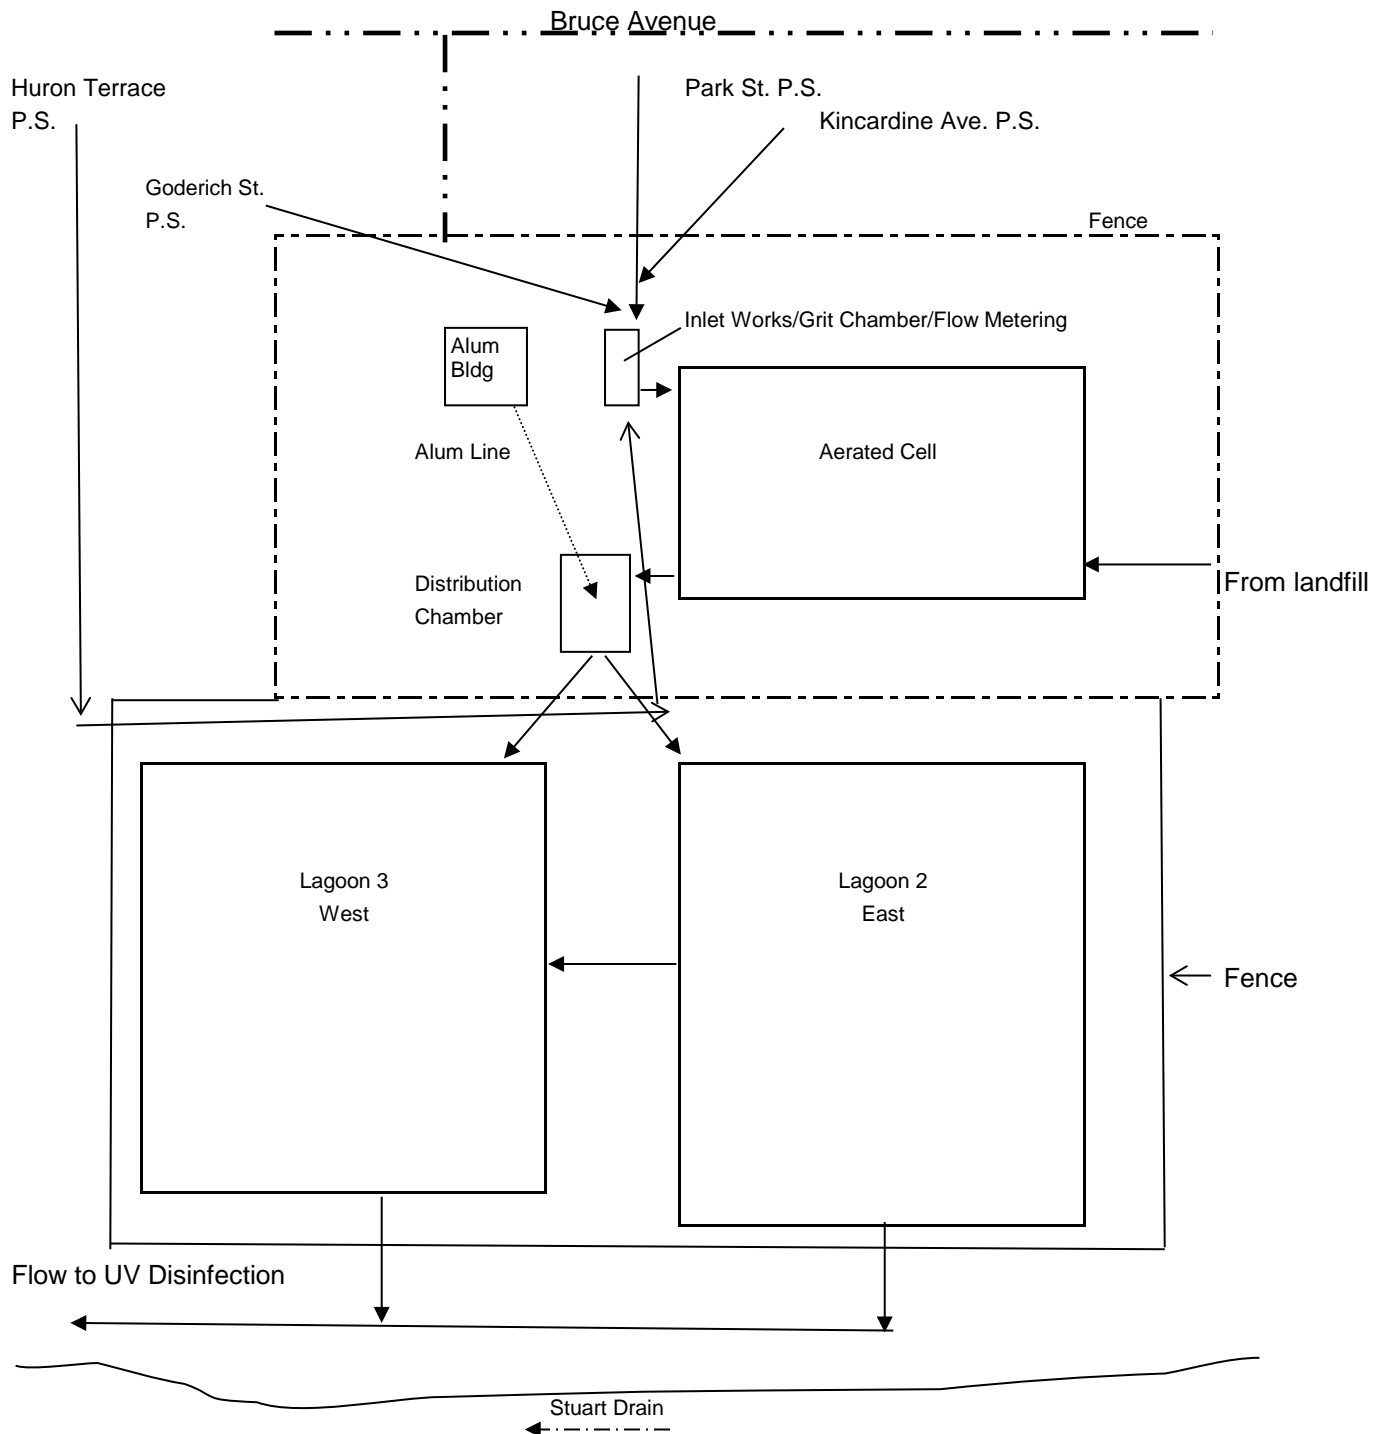 Bruce Avenue
Huron Terrace
P.S.
Park St. P.S.
Kincardine Ave. P.S.
Goderich St.
P.S.
Fence
Inlet Works/Grit Chamber/Flow Metering
Alum
Bldg
Alum Line
Aerated Cell
Distribution
Chamber
From landfill
Lagoon 3
West
Lagoon 2
East
Fence
Flow to UV Disinfection
Stuart Drain